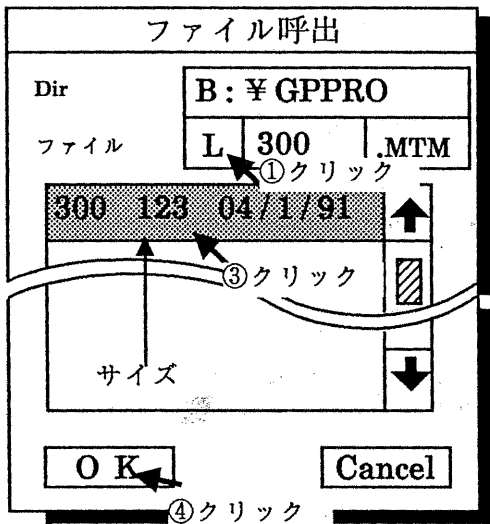 ファイル呼出
Dir B:¥GPPRO
ファイル L 300 .MTM
①クリック
300 123 04/1/91
③クリック
サイズ
OK Cancel
④クリック